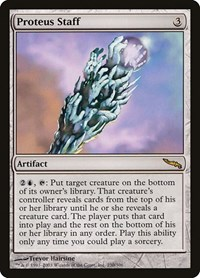 Proteus Staff 3
Artifact
2U, T: Put target creature on the bottom
of its owner's library. That creature's
controller reveals cards from the top of his
or her library until he or she reveals a
creature card. The player puts that card
into play and the rest on the bottom of his
or her library in any order. Play this ability
only any time you could play a sorcery.
Trevor Hairsine